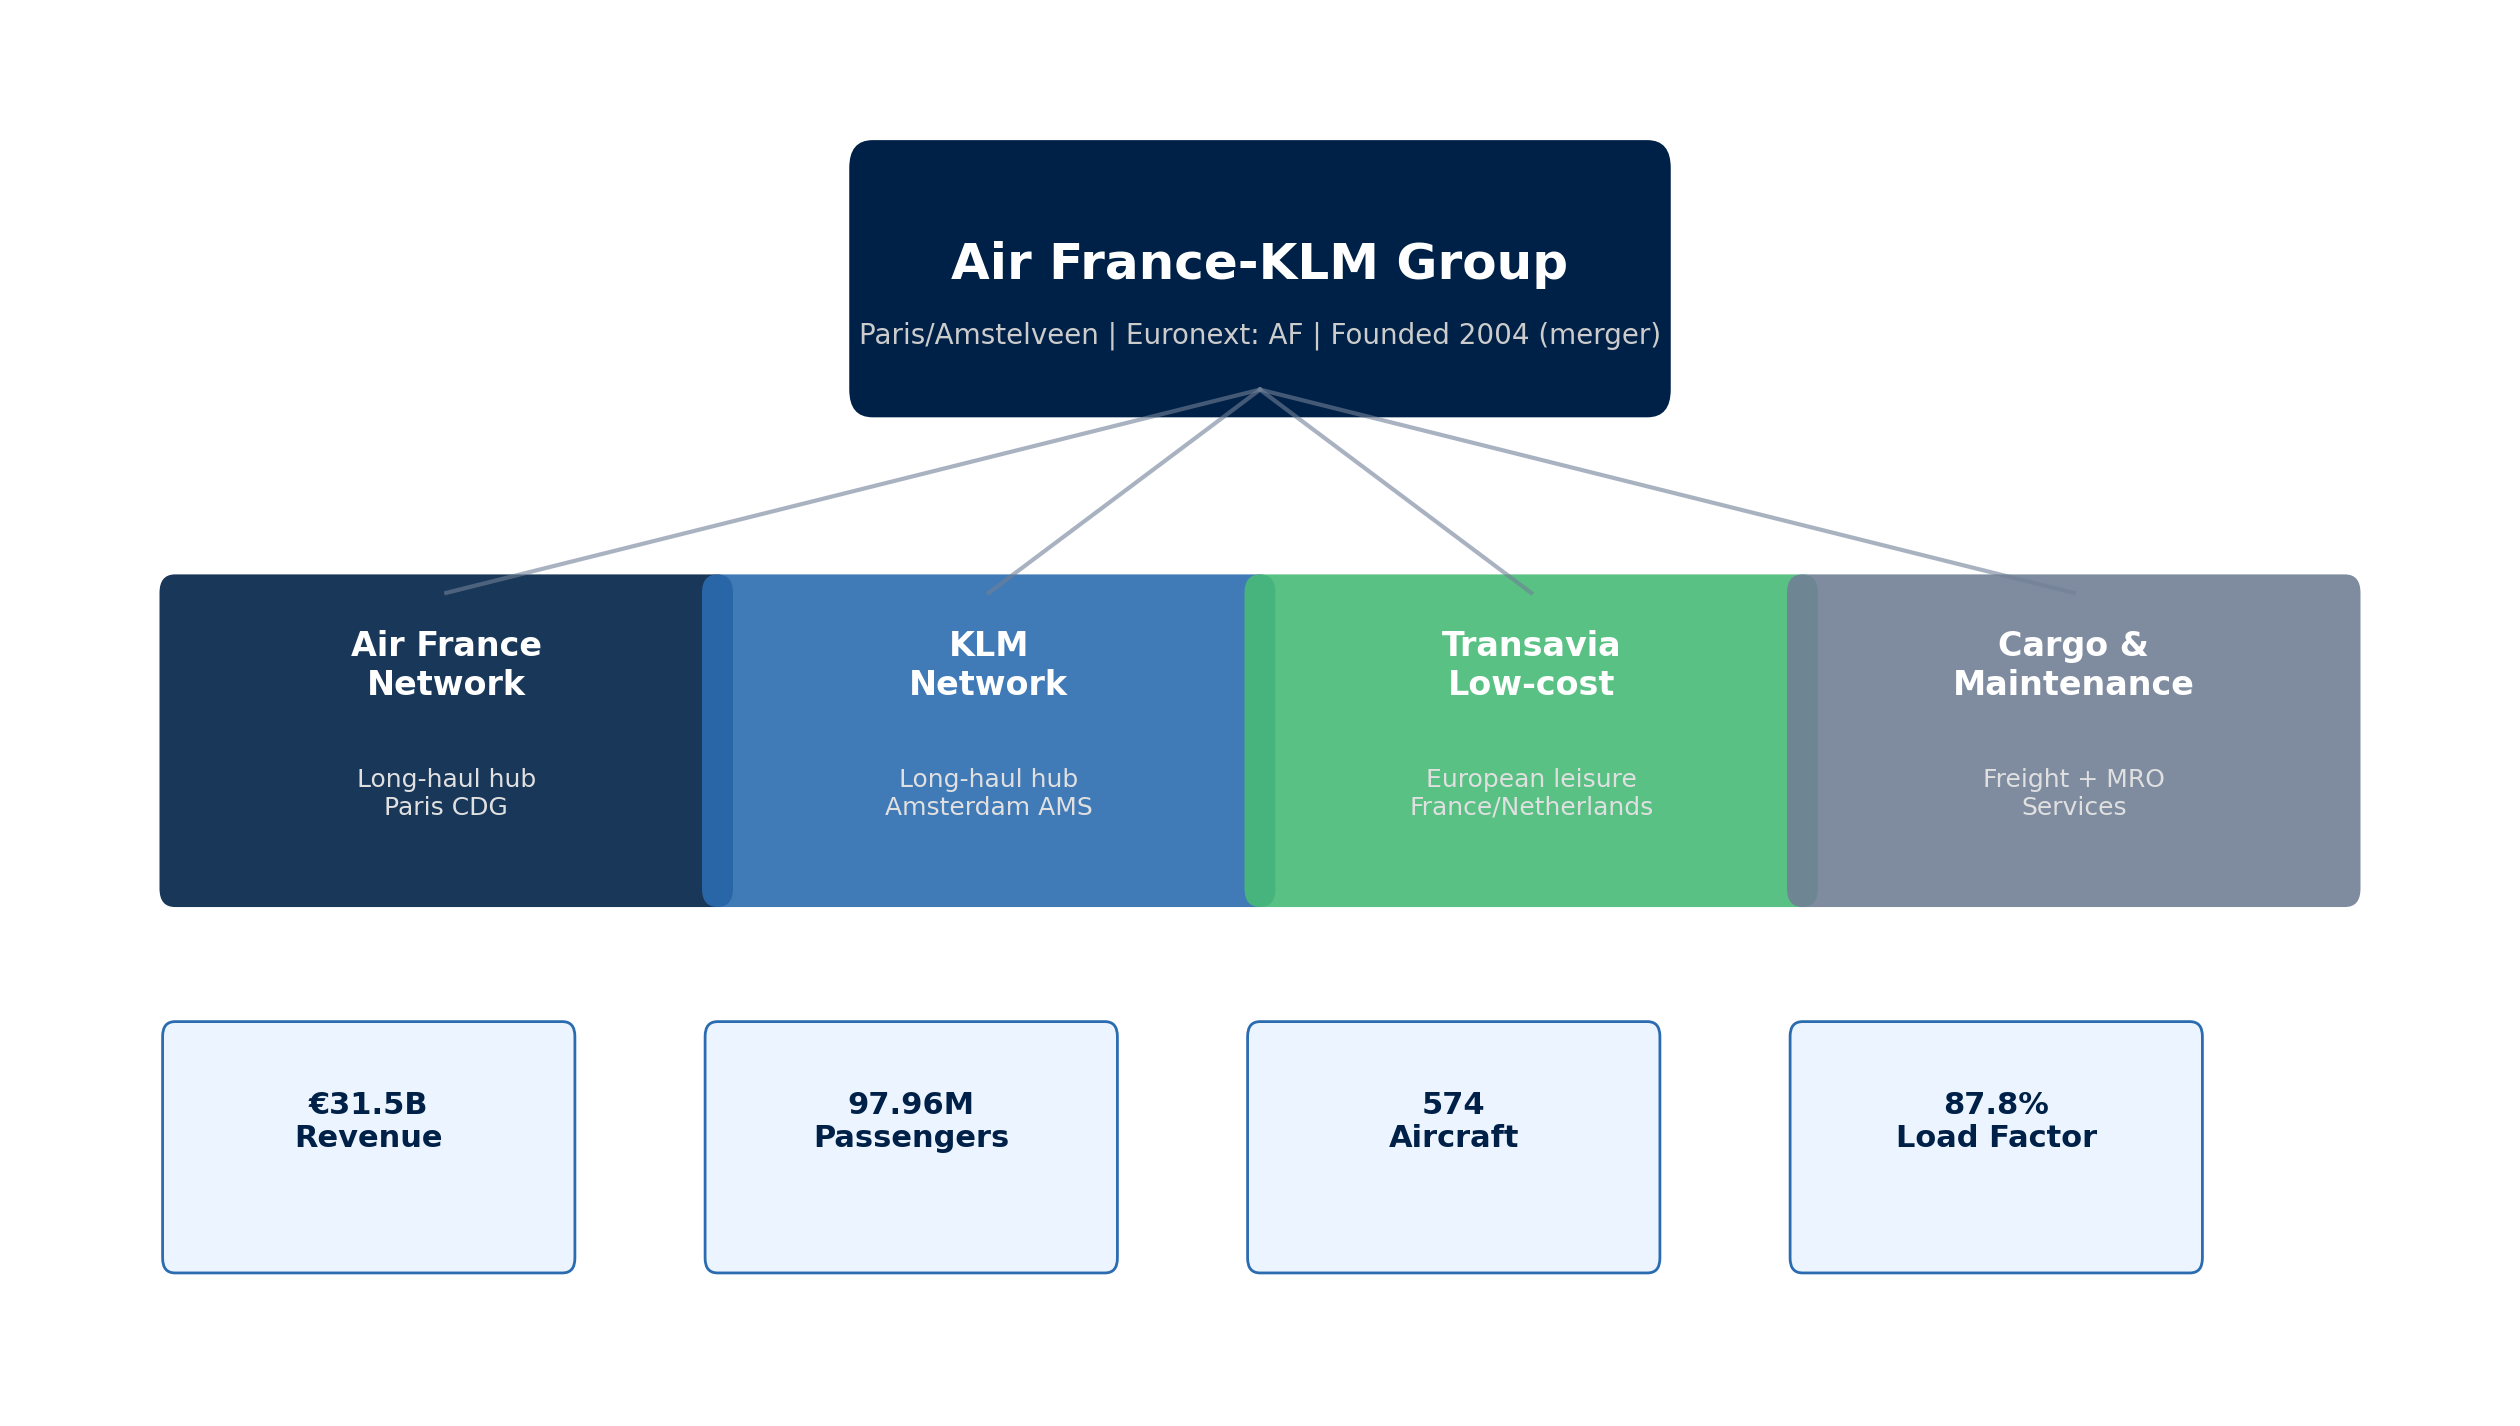 Air France-KLM Group
Paris/Amstelveen | Euronext: AF | Founded 2004 (merger)
Air France
Network
Long-haul hub
Paris CDG
KLM
Network
Long-haul hub
Amsterdam AMS
Transavia
Low-cost
European leisure
France/Netherlands
Cargo &
Maintenance
Freight + MRO
Services
€31.5B
Revenue
97.96M
Passengers
574
Aircraft
87.8%
Load Factor